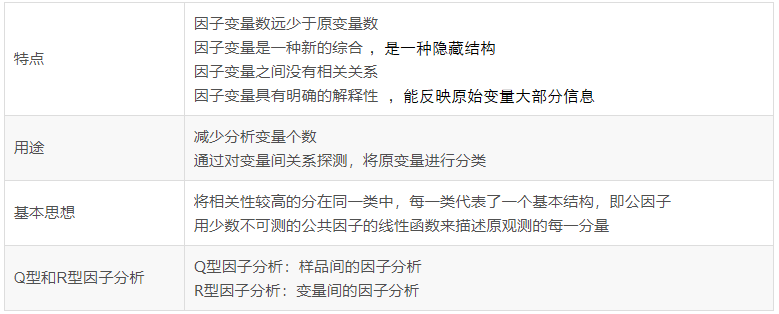 特点
因子变量数远少于原变量数
因子变量是一种新的综合 ，是一种隐藏结构
因子变量之间没有相关关系
因子变量具有明确的解释性 ，能反映原始变量大部分信息
用途
减少分析变量个数
通过对变量间关系探测，将原变量进行分类
基本思想
将相关性较高的分在同一类中，每一类代表了一个基本结构，即公因子
用少数不可测的公共因子的线性函数来描述原观测的每一分量
Q型和R型因子分析
Q型因子分析：样品间的因子分析
R型因子分析：变量间的因子分析